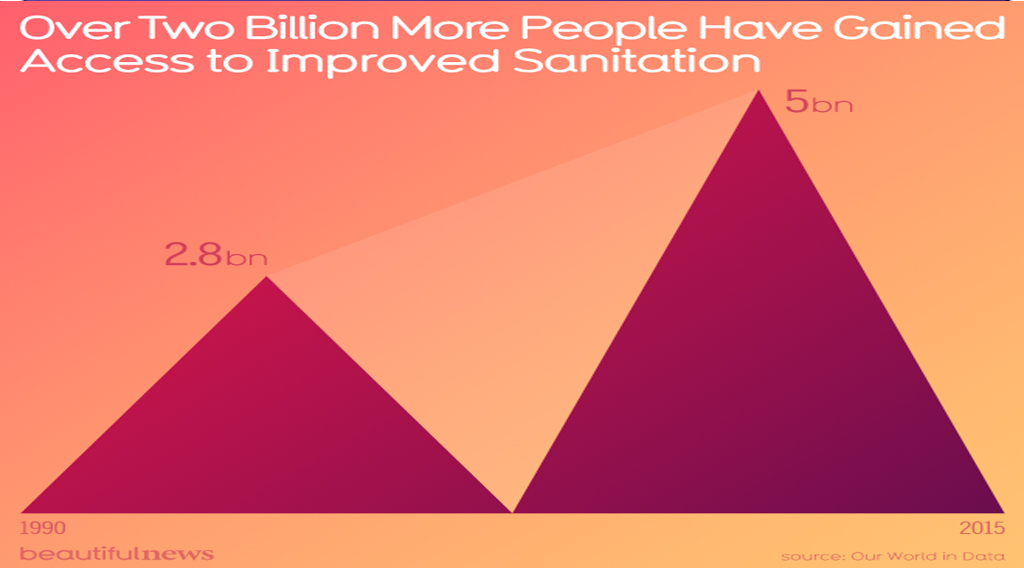 Over Two Billion More People Have Gained
Access to Improved Sanitation
5bn
2.8bn
1990
2015
beautifulnews
source: Our World in Data